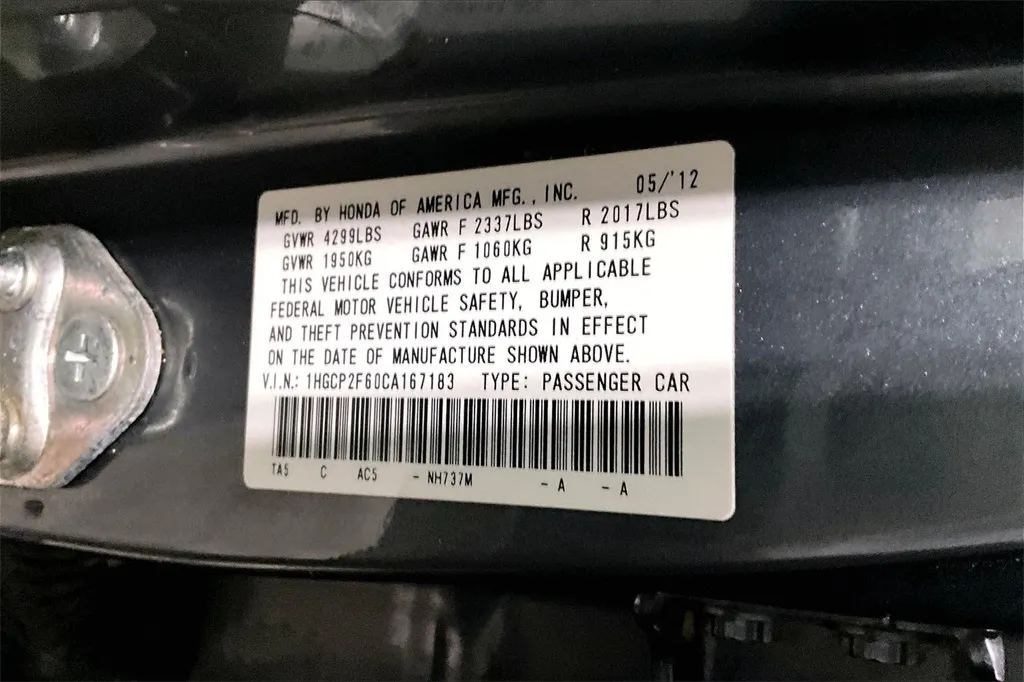 MFD. BY HONDA OF AMERICA MFG., INC. 05/'12
GVWR 4299LBS GAWR F 2337LBS R 2017LBS
GVWR 1950KG GAWR F 1060KG R 915KG
THIS VEHICLE CONFORMS TO ALL APPLICABLE
FEDERAL MOTOR VEHICLE SAFETY, BUMPER,
AND THEFT PREVENTION STANDARDS IN EFFECT
ON THE DATE OF MANUFACTURE SHOWN ABOVE.
V.I.N.: 1HGCP2F60CA167183 TYPE: PASSENGER CAR
TA5 C AC5 - NH737M - A - A